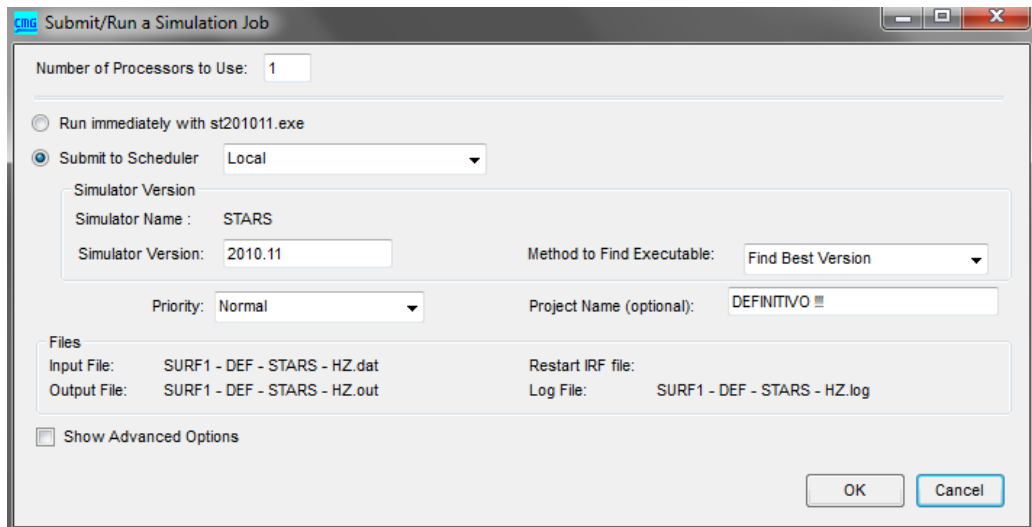 CMG Submit/Run a Simulation Job
Number of Processors to Use: 1
Run immediately with st201011.exe
Submit to Scheduler Local
Simulator Version
Simulator Name : STARS
Simulator Version: 2010.11 Method to Find Executable: Find Best Version
Priority: Normal Project Name (optional): DEFINITIVO !!!!
Files
Input File: SURF1 - DEF - STARS - HZ.dat Restart IRF file:
Output File: SURF1 - DEF - STARS - HZ.out Log File: SURF1 - DEF - STARS - HZ.log
Show Advanced Options
OK Cancel